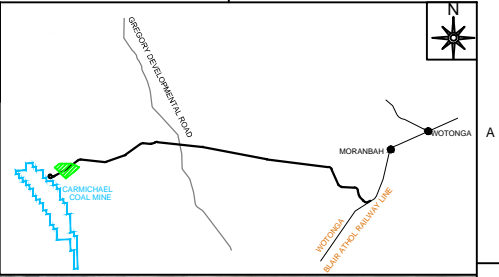 N
GREGORY DEVELOPMENTAL ROAD
A
WOTONGA
MORANBAH
CARMICHAEL
COAL MINE
WOTONGA
BLAIR ATHOL RAILWAY LINE